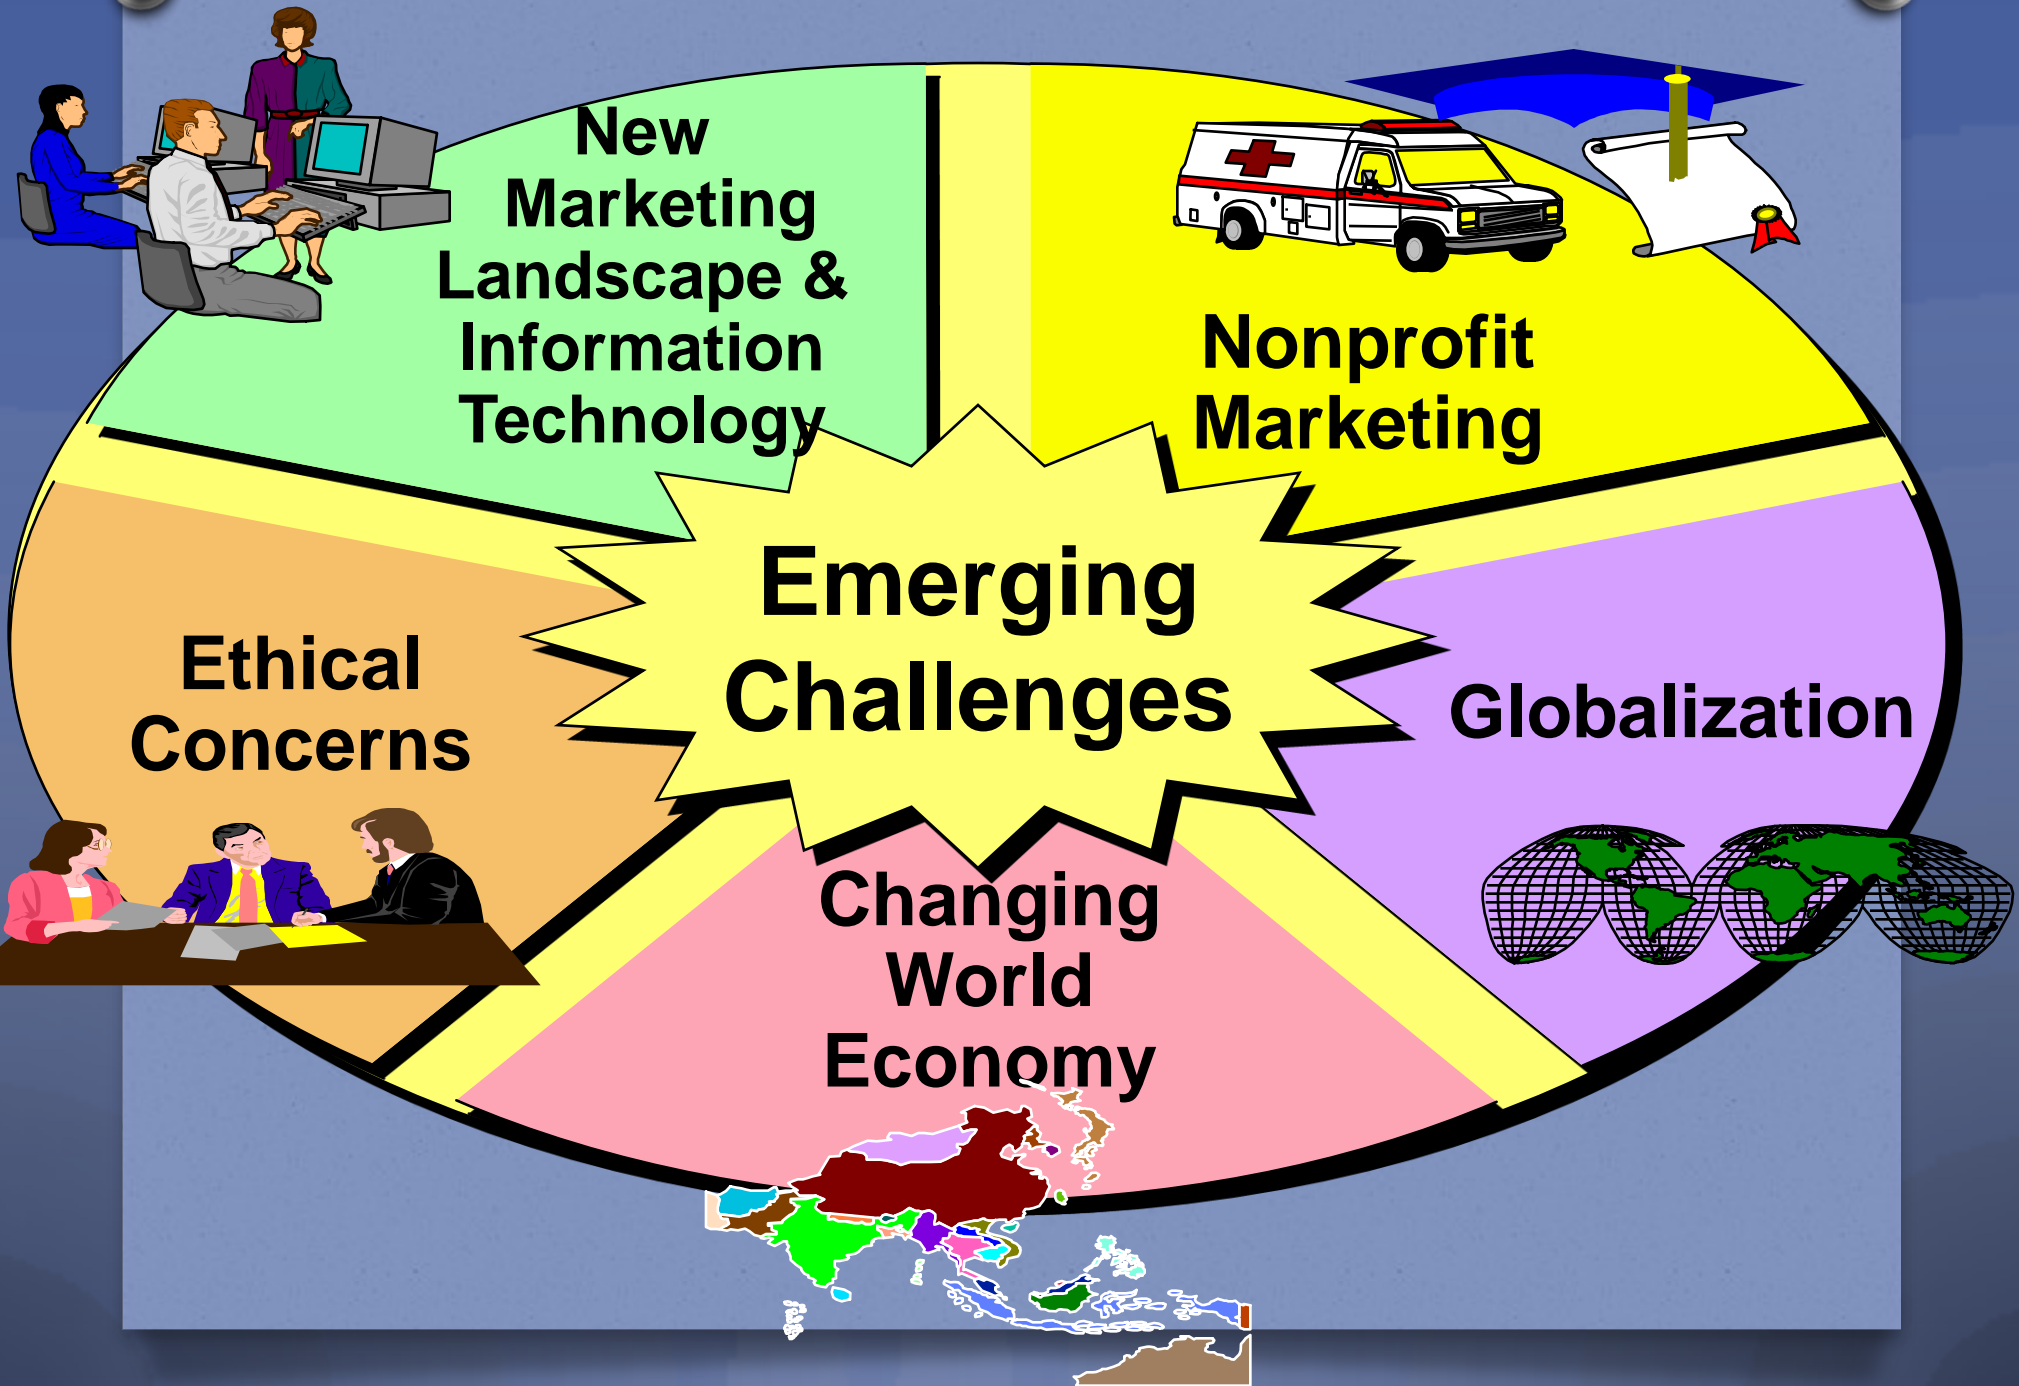 New
Marketing
Landscape &
Information
Technology
Nonprofit
Marketing
Emerging
Challenges
Ethical
Concerns
Globalization
Changing
World
Economy